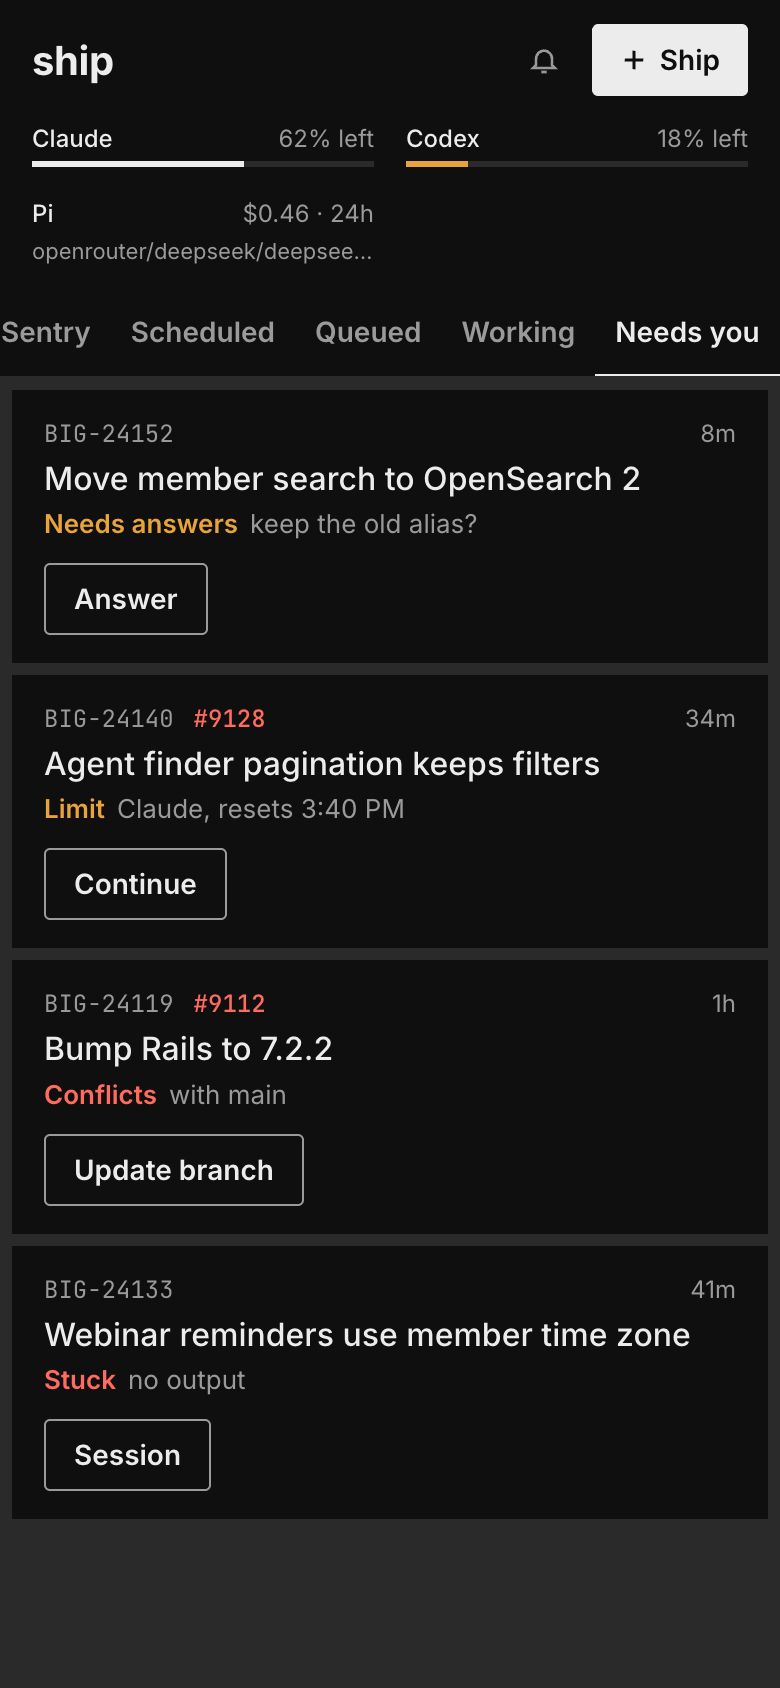 ship
+ Ship
Claude 62% left
Codex 18% left
Pi $0.46 · 24h
openrouter/deepseek/deepsee...
Sentry Scheduled Queued Working Needs you
BIG-24152 8m
Move member search to OpenSearch 2
Needs answers keep the old alias?
Answer
BIG-24140 #9128 34m
Agent finder pagination keeps filters
Limit Claude, resets 3:40 PM
Continue
BIG-24119 #9112 1h
Bump Rails to 7.2.2
Conflicts with main
Update branch
BIG-24133 41m
Webinar reminders use member time zone
Stuck no output
Session